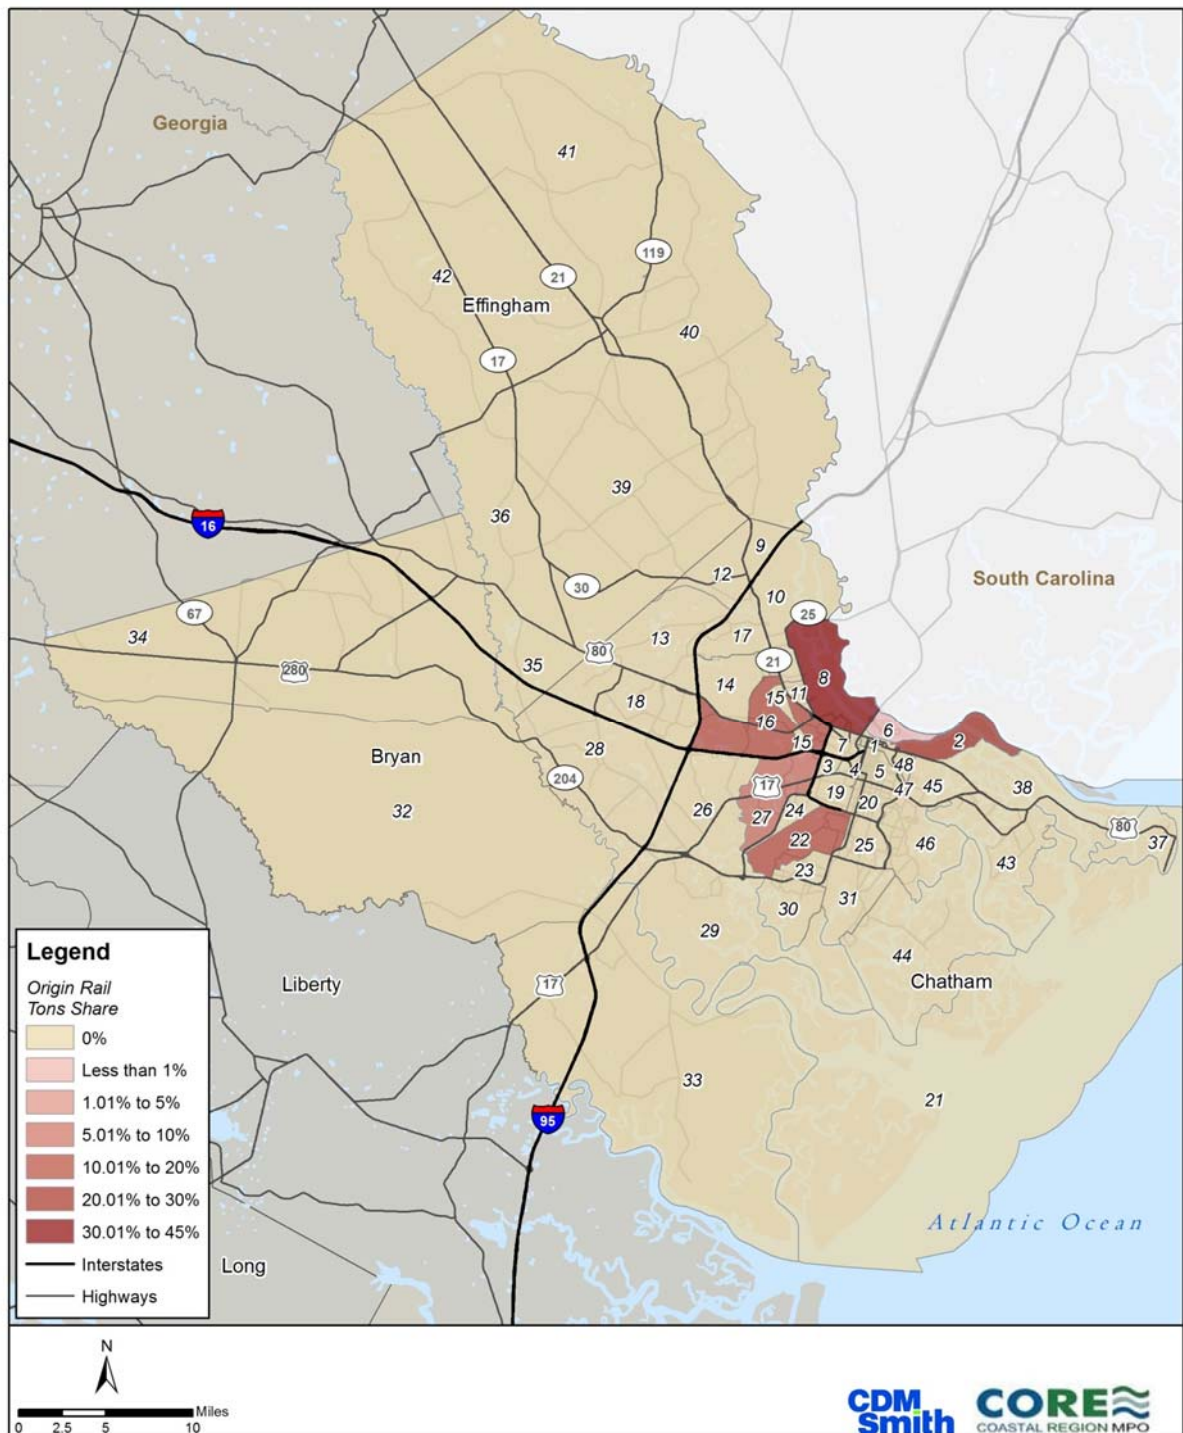 Georgia
41
119
42
21
Effingham
40
17
39
36
16
9
12
South Carolina
30
10
67
25
34
13
17
80
21
35
280
8
14
15
11
18
6
16
2
15
7
1
28
Bryan
3
4
5
48
204
17
45
38
19
47
26
20
32
27
24
80
22
25
46
37
23
43
31
30
29
44
Legend
Origin Rail
Tons Share
0%
Less than 1%
1.01% to 5%
5.01% to 10%
10.01% to 20%
20.01% to 30%
30.01% to 45%
Interstates
Highways
Liberty
17
Chatham
33
21
95
Atlantic Ocean
Long
N
Miles
0 2.5 5 10
CDM
Smith
CORE
COASTAL REGION MPO